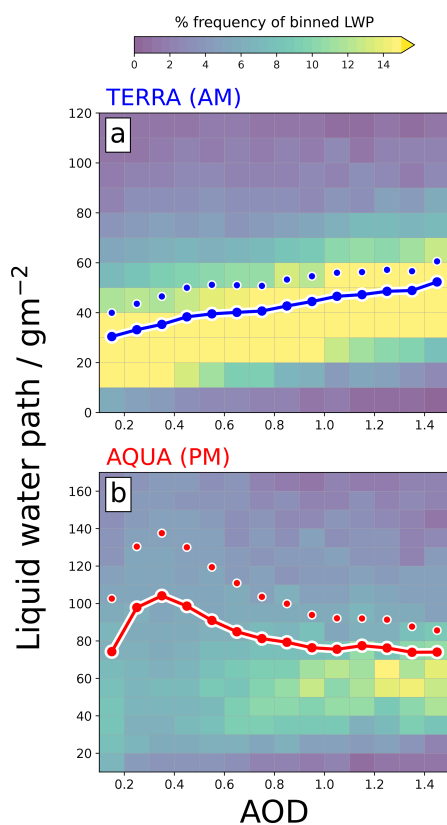 % frequency of binned LWP
0 2 4 6 8 10 12 14
TERRA (AM)
a
120
100
80
60
40
20
0
0.2 0.4 0.6 0.8 1.0 1.2 1.4
Liquid water path / gm⁻²
AQUA (PM)
b
160
140
120
100
80
60
40
20
0.2 0.4 0.6 0.8 1.0 1.2 1.4
AOD